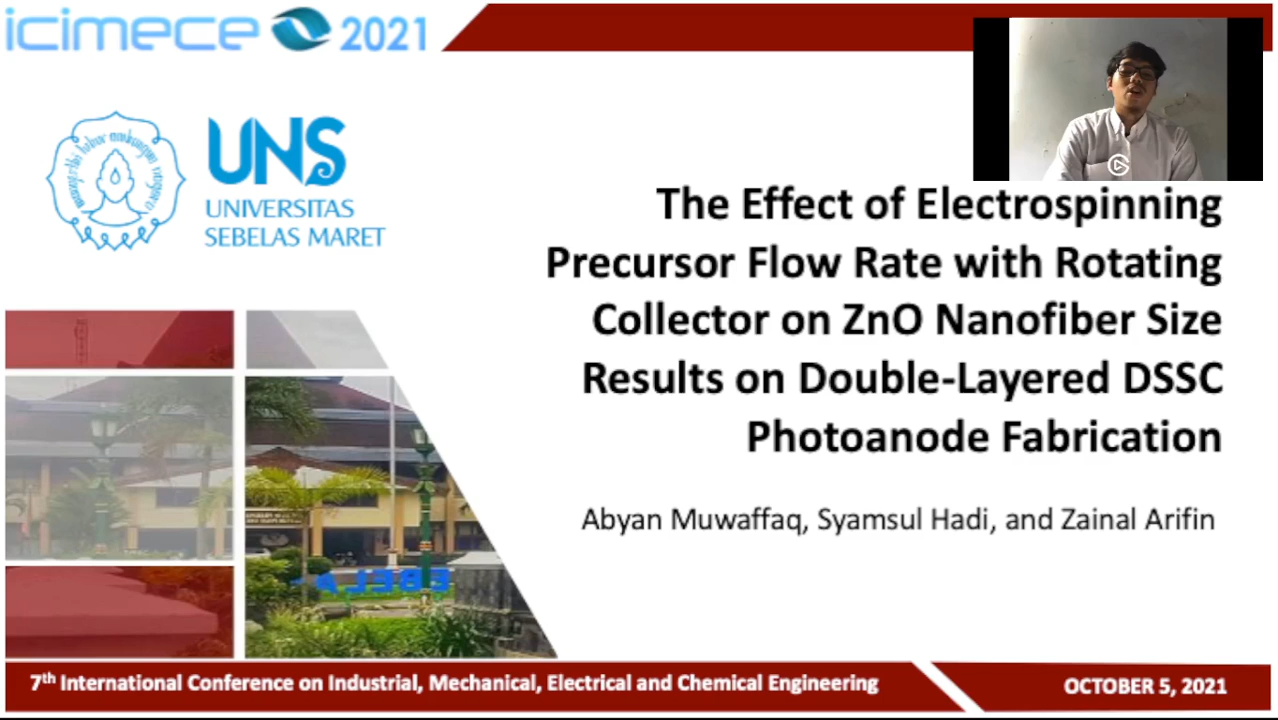 icimece 2021
UNS
UNIVERSITAS
SEBELAS MARET
The Effect of Electrospinning
Precursor Flow Rate with Rotating
Collector on ZnO Nanofiber Size
Results on Double-Layered DSSC
Photoanode Fabrication
Abyan Muwaffaq, Syamsul Hadi, and Zainal Arifin
EBELA
7th International Conference on Industrial, Mechanical, Electrical and Chemical Engineering
OCTOBER 5, 2021